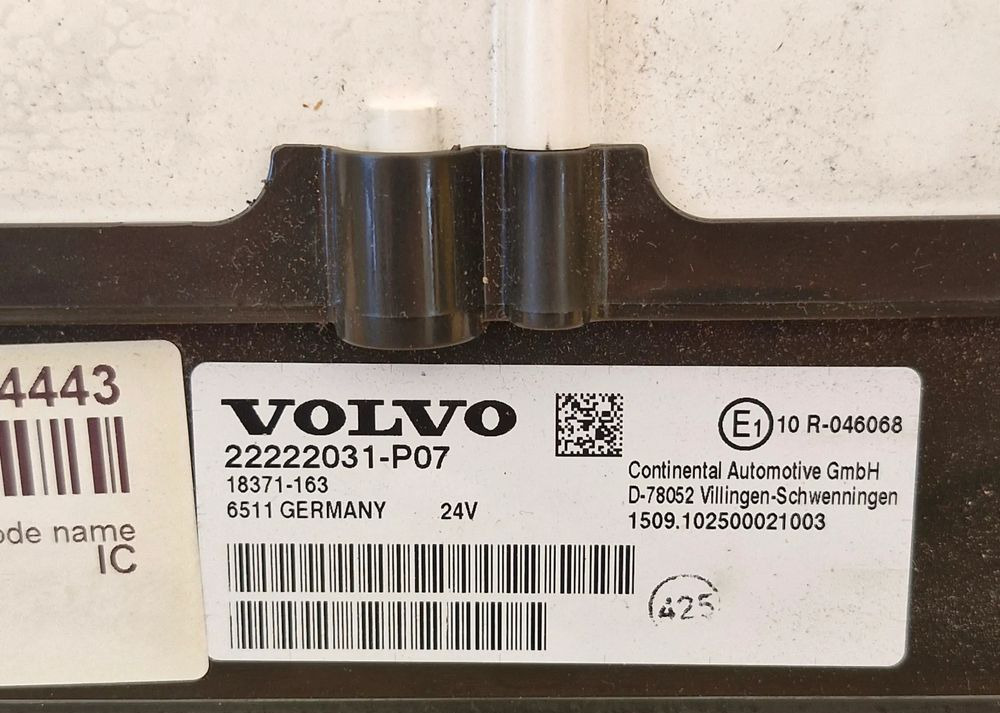 4443
ode name
IC
VOLVO
22222031-P07
18371-163
6511 GERMANY 24V
E1 10 R-046068
Continental Automotive GmbH
D-78052 Villingen-Schwenningen
1509.102500021003
425